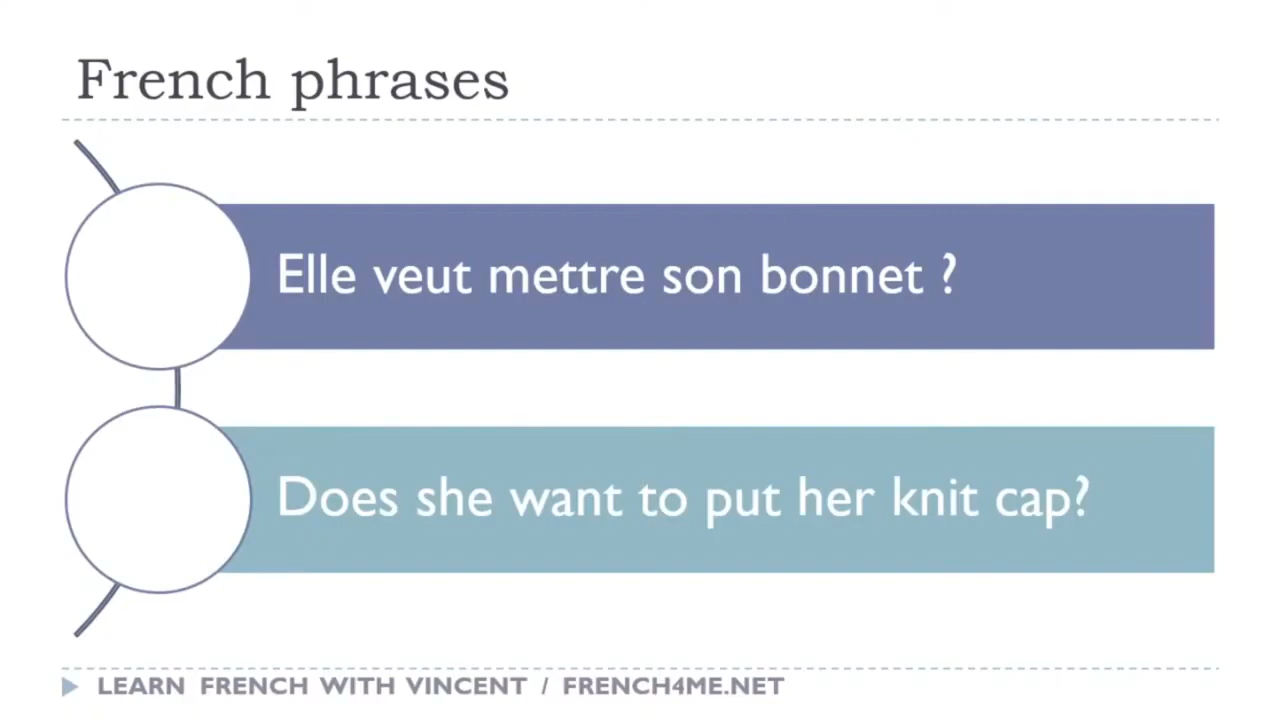 French phrases
Elle veut mettre son bonnet ?
Does she want to put her knit cap?
LEARN FRENCH WITH VINCENT / FRENCH4ME.NET